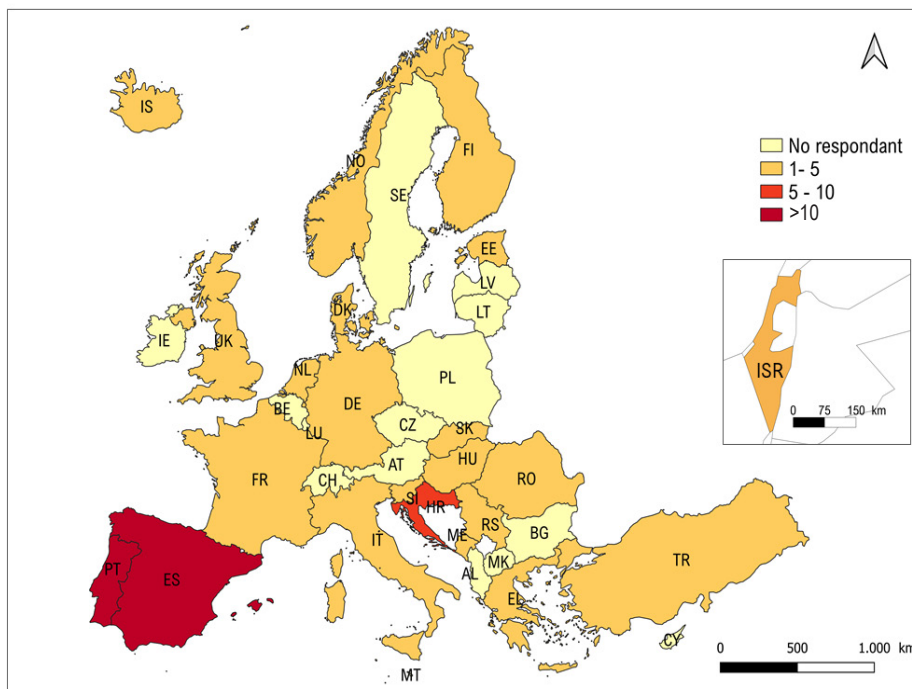 IS
NO
FI
SE
No respondant
1- 5
5 - 10
>10
EE
LV
LT
DK
IE
UK
NL
PL
DE
BE
LU
CZ
SK
ISR
0 75 150 km
FR
CH
AT
HU
RO
SI
HR
IT
ME
RS
BG
AL
MK
TR
PT
ES
EL
CY
MT
0 500 1.000 km